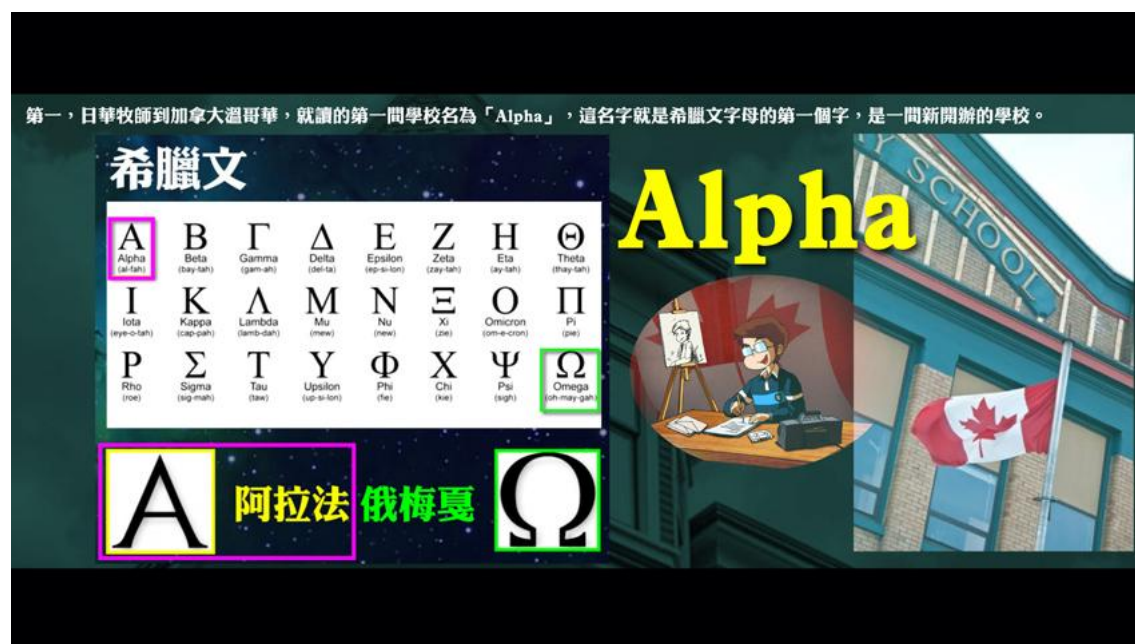 第一，日華牧師到加拿大溫哥華，就讀的第一間學校名為「Alpha」，這名字就是希臘文字母的第一個字，是一間新開辦的學校。
希臘文
Α Β Γ Δ Ε Ζ Η Θ
Alpha Beta Gamma Delta Epsilon Zeta Eta Theta
(al-fah) (bay-tah) (gam-ah) (del-ta) (ep-si-lon) (zay-tah) (ay-tah) (thay-tah)
Ι Κ Λ Μ Ν Ξ Ο Π
Iota Kappa Lambda Mu Nu Xi Omicron Pi
(eye-o-tah) (cap-pah) (lamb-dah) (mew) (new) (zie) (om-e-cron) (pie)
Ρ Σ Τ Υ Φ Χ Ψ Ω
Rho Sigma Tau Upsilon Phi Chi Psi Omega
(roe) (sig-mah) (taw) (up-si-lon) (fie) (kie) (sigh) (oh-may-gah)
Α 阿拉法 俄梅戛 Ω
Alpha
Y SCHOOL